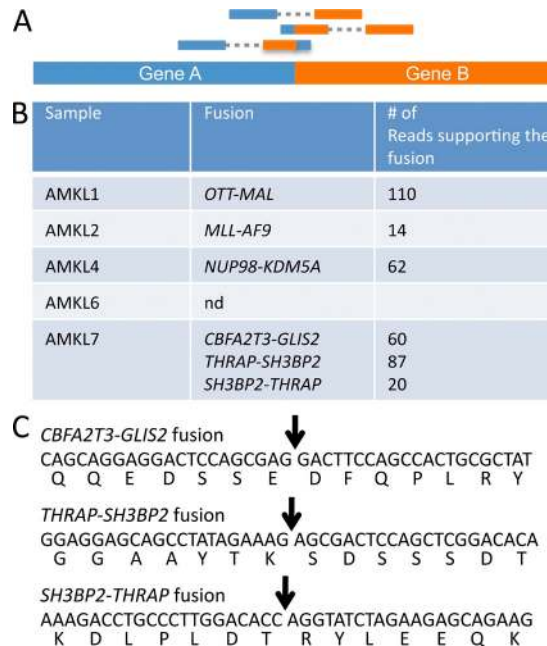 A
Gene A
Gene B
B
Sample Fusion # of
Reads supporting the
fusion
AMKL1 OTT-MAL 110
AMKL2 MLL-AF9 14
AMKL4 NUP98-KDM5A 62
AMKL6 nd
AMKL7 CBFA2T3-GLIS2 60
THRAP-SH3BP2 87
SH3BP2-THRAP 20
C
CBFA2T3-GLIS2 fusion
CAGCAGGAGGACTCCAGCGAG GACTTCCAGCCACTGCGCTAT
Q Q E D S S E D F Q P L R Y
THRAP-SH3BP2 fusion
GGAGGAGCAGCCTATAGAAAG AGCGACTCCAGCTCGGACACA
G G A A Y T K S D S S S D T
SH3BP2-THRAP fusion
AAAGACCTGCCCTTGGACACC AGGTATCTAGAAGAGCAGAAG
K D L P L D T R Y L E E Q K